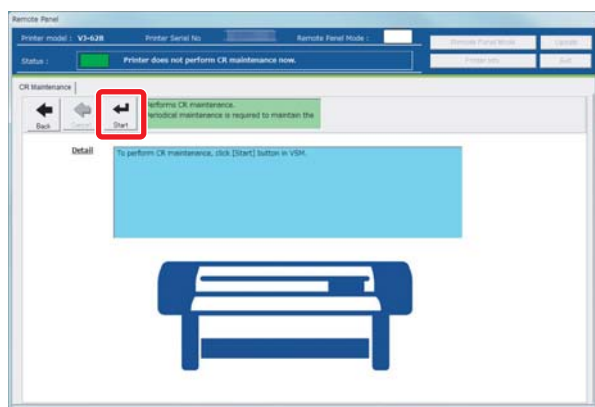 Remote Panel
Printer model : VJ-628 Printer Serial No Remote Panel Mode :
Remote Panel Mode Update
Status : Printer does not perform CR maintenance now.
Printer Info Exit
CR Maintenance
Back Cancel Start
Performs CR maintenance.
Periodical maintenance is required to maintain the
Detail
To perform CR maintenance, click [Start] button in VSM.